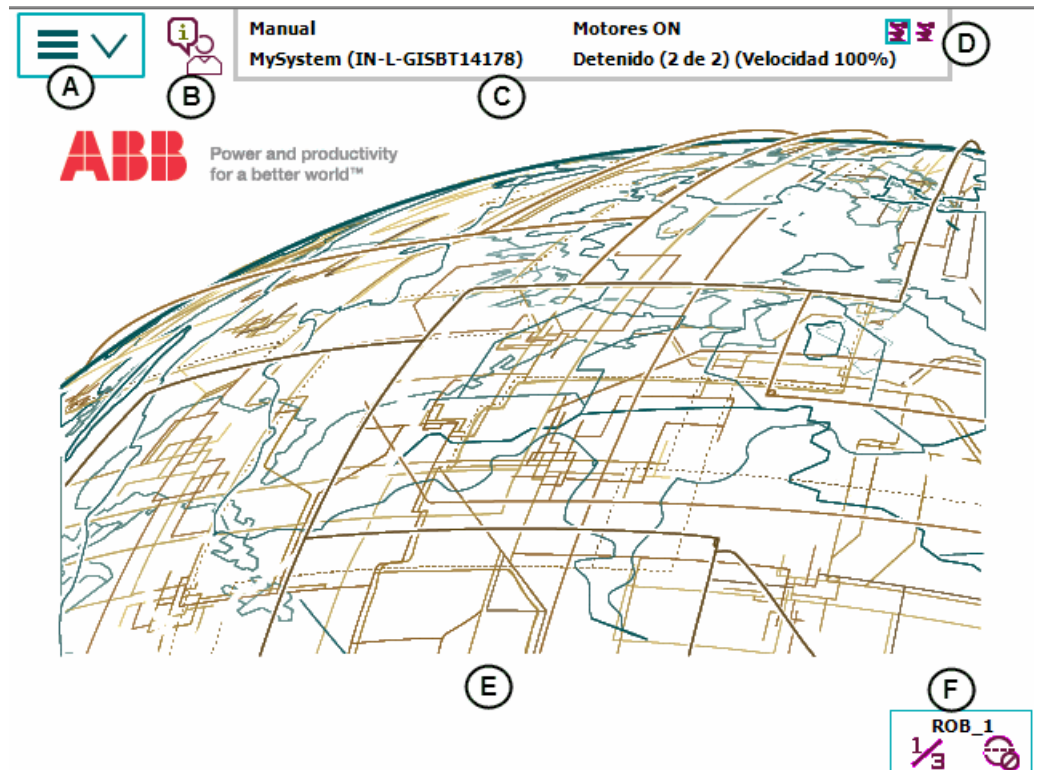 Manual
Motores ON
MySystem (IN-L-GISBT14178)
Detenido (2 de 2) (Velocidad 100%)
A
B
C
D
ABB
Power and productivity
for a better world™
E
F
ROB_1
1/3